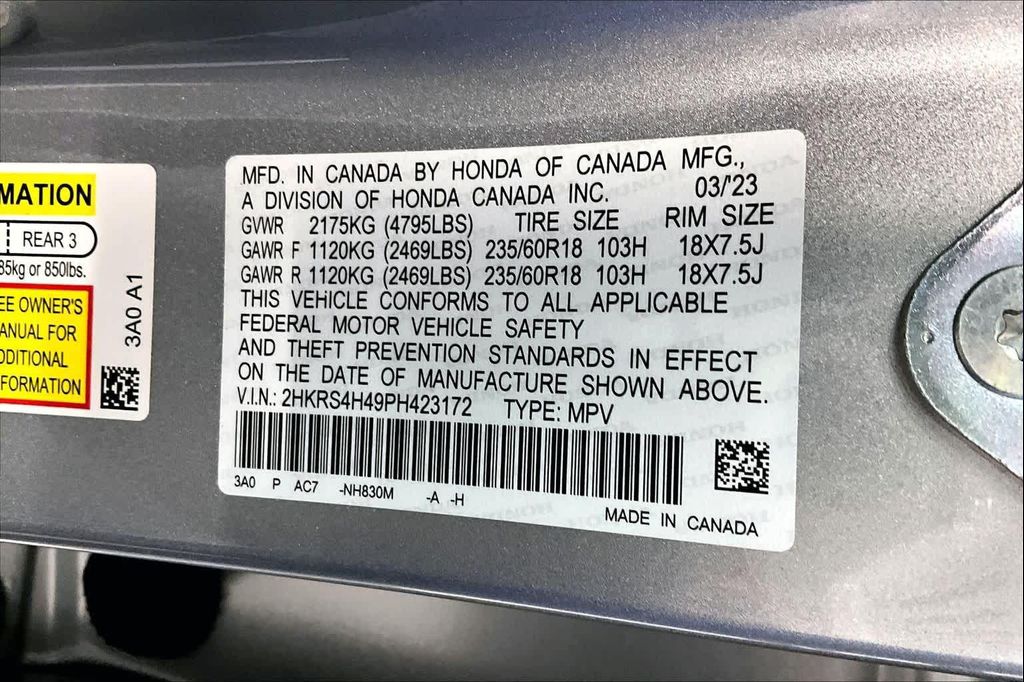 MATION
REAR 3
85kg or 850lbs.
EE OWNER'S
ANUAL FOR
DDITIONAL
FORMATION
3A0 A1
MFD. IN CANADA BY HONDA OF CANADA MFG.,
A DIVISION OF HONDA CANADA INC. 03/'23
GVWR 2175KG (4795LBS) TIRE SIZE RIM SIZE
GAWR F 1120KG (2469LBS) 235/60R18 103H 18X7.5J
GAWR R 1120KG (2469LBS) 235/60R18 103H 18X7.5J
THIS VEHICLE CONFORMS TO ALL APPLICABLE
FEDERAL MOTOR VEHICLE SAFETY
AND THEFT PREVENTION STANDARDS IN EFFECT
ON THE DATE OF MANUFACTURE SHOWN ABOVE.
V.I.N.: 2HKRS4H49PH423172 TYPE: MPV
3A0 P AC7 -NH830M -A -H
MADE IN CANADA